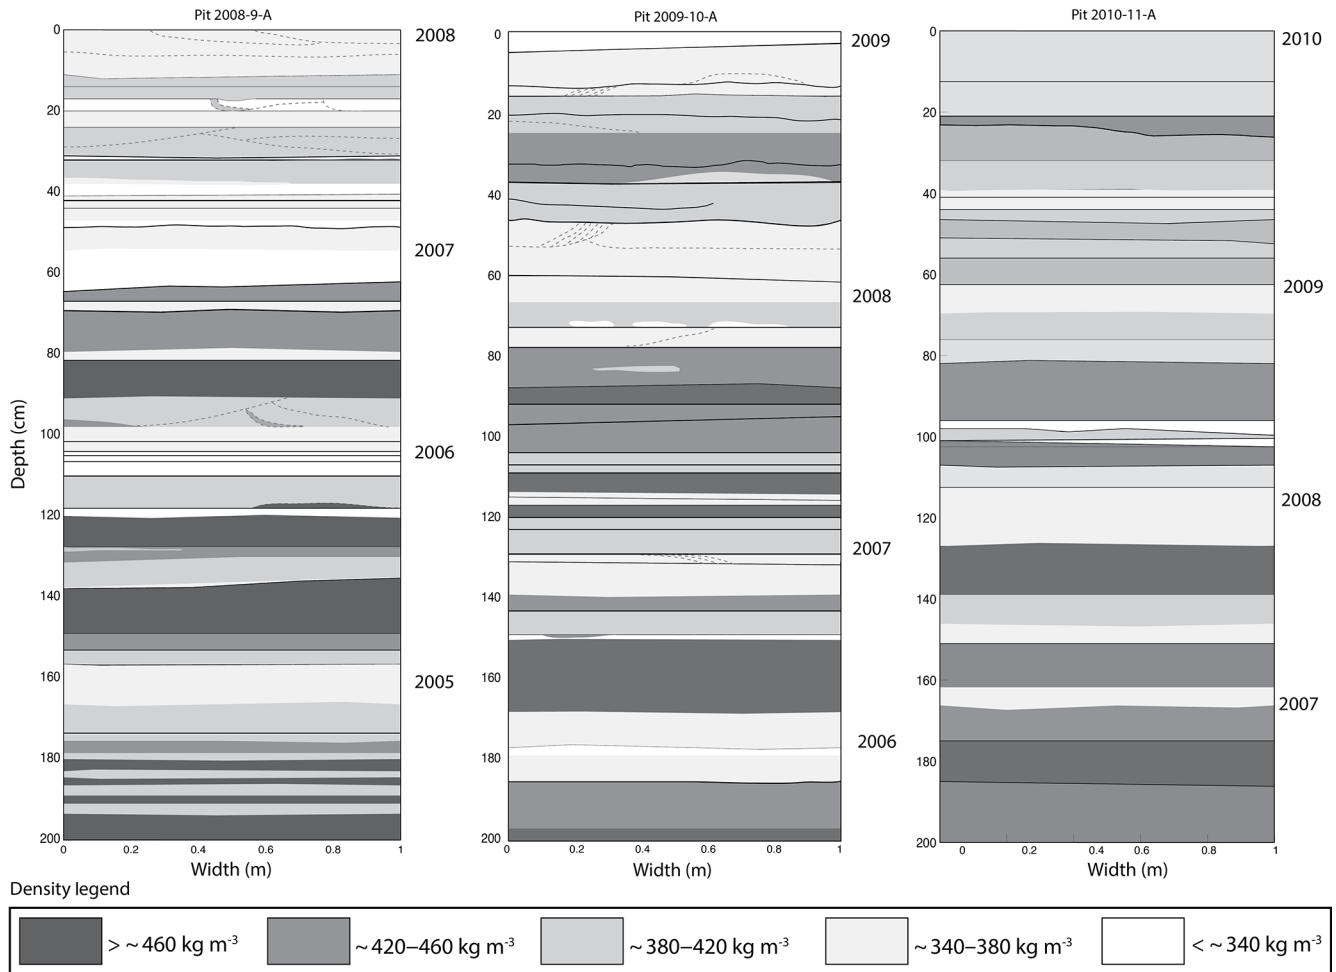 Pit 2008-9-A
Pit 2009-10-A
Pit 2010-11-A
Depth (cm)
0
20
40
60
80
100
120
140
160
180
200
2008
2007
2006
2005
0 0.2 0.4 0.6 0.8 1
Width (m)
0
20
40
60
80
100
120
140
160
180
200
2009
2008
2007
2006
0 0.2 0.4 0.6 0.8 1
Width (m)
0
20
40
60
80
100
120
140
160
180
200
2010
2009
2008
2007
0 0.2 0.4 0.6 0.8 1
Width (m)
Density legend
> ~ 460 kg m⁻³
~ 420–460 kg m⁻³
~ 380–420 kg m⁻³
~ 340–380 kg m⁻³
< ~ 340 kg m⁻³